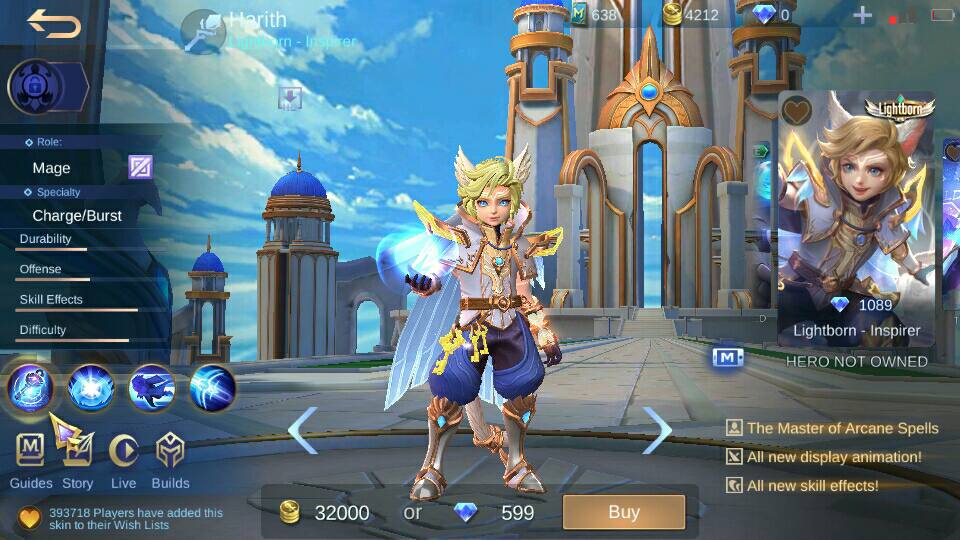 Harith
Lightborn - Inspirer
638
4212
0
Role:
Mage
Specialty
Charge/Burst
Durability
Offense
Skill Effects
Difficulty
Guides
Story
Live
Builds
393718 Players have added this
skin to their Wish Lists
Lightborn
1089
Lightborn - Inspirer
HERO NOT OWNED
The Master of Arcane Spells
All new display animation!
All new skill effects!
32000 or 599
Buy